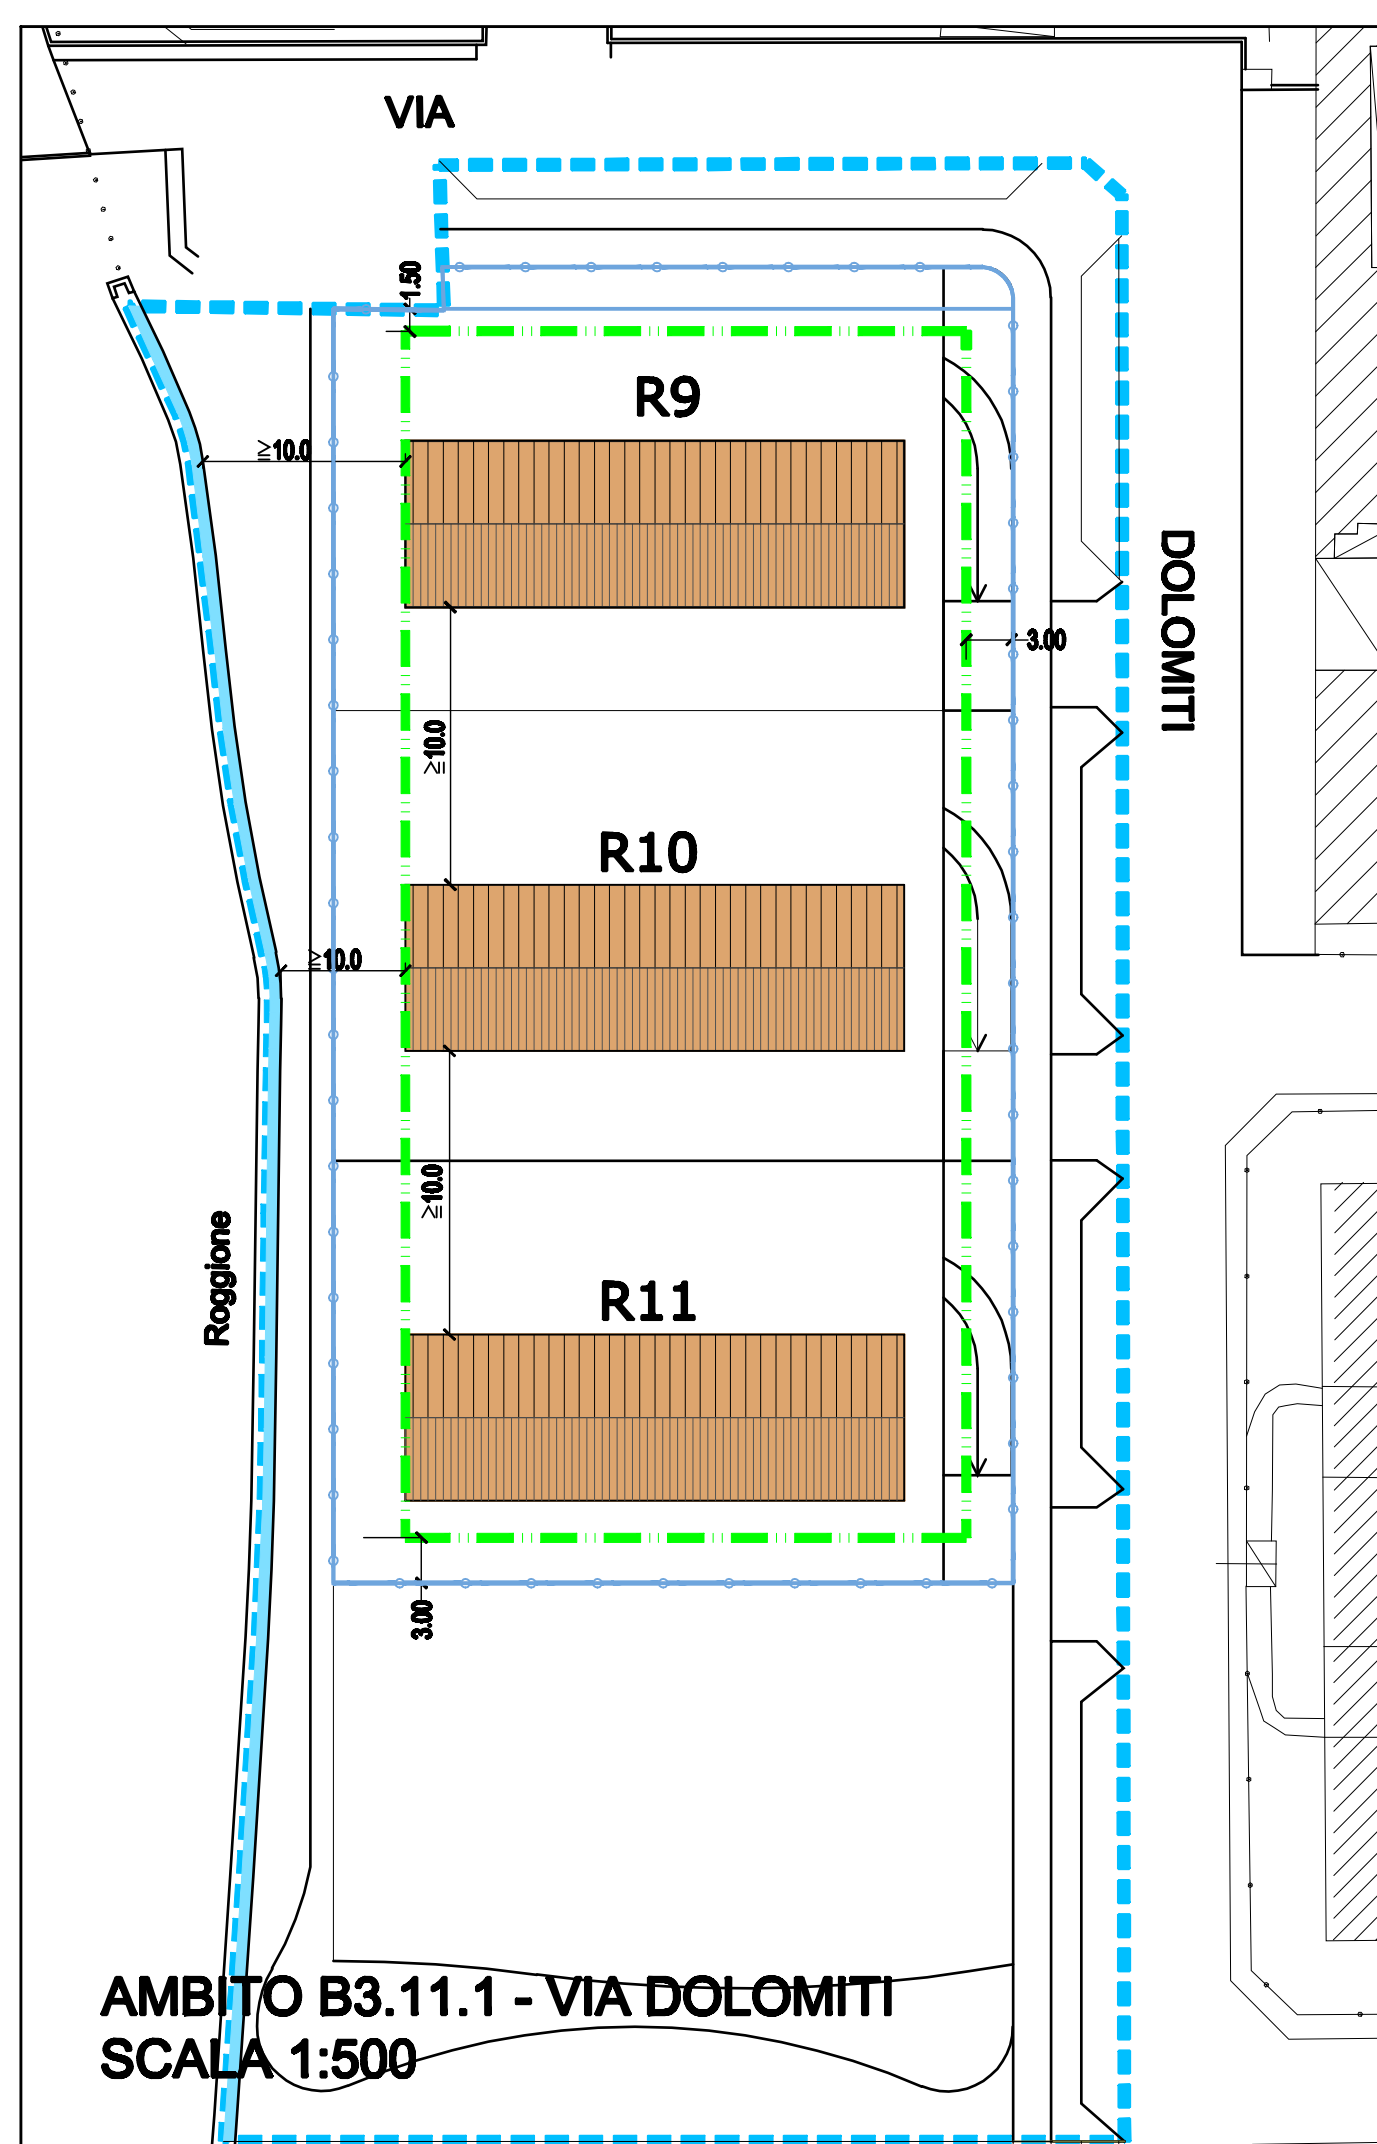 VIA
1.50
R9
≧10.0
DOLOMITI
3.00
≧10.0
R10
≧10.0
≧10.0
Roggione
R11
3.00
AMBITO B3.11.1 - VIA DOLOMITI
SCALA 1:500